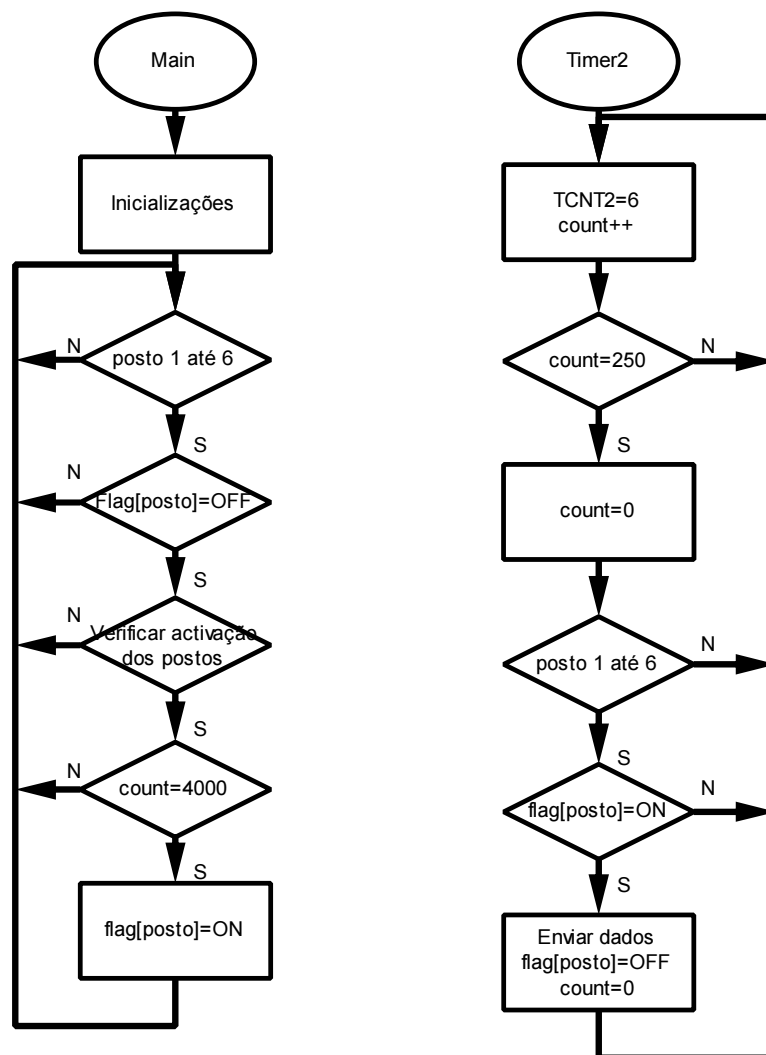 Main
Inicializações
posto 1 até 6
N
S
Flag[posto]=OFF
N
S
Verificar activação
dos postos
N
S
count=4000
N
S
flag[posto]=ON
Timer2
TCNT2=6
count++
count=250
N
S
count=0
posto 1 até 6
N
S
flag[posto]=ON
N
S
Enviar dados
flag[posto]=OFF
count=0